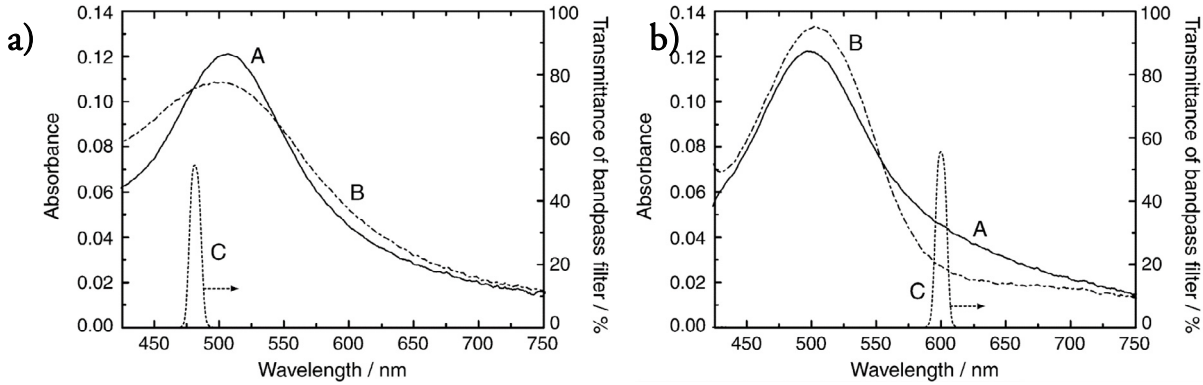 a)
Absorbance
0.14
0.12
0.10
0.08
0.06
0.04
0.02
0.00
A
B
C
100
80
60
40
20
0
Transmittance of bandpass filter / %
450 500 550 600 650 700 750
Wavelength / nm
b)
Absorbance
0.14
0.12
0.10
0.08
0.06
0.04
0.02
0.00
B
A
C
100
80
60
40
20
0
Transmittance of bandpass filter / %
450 500 550 600 650 700 750
Wavelength / nm